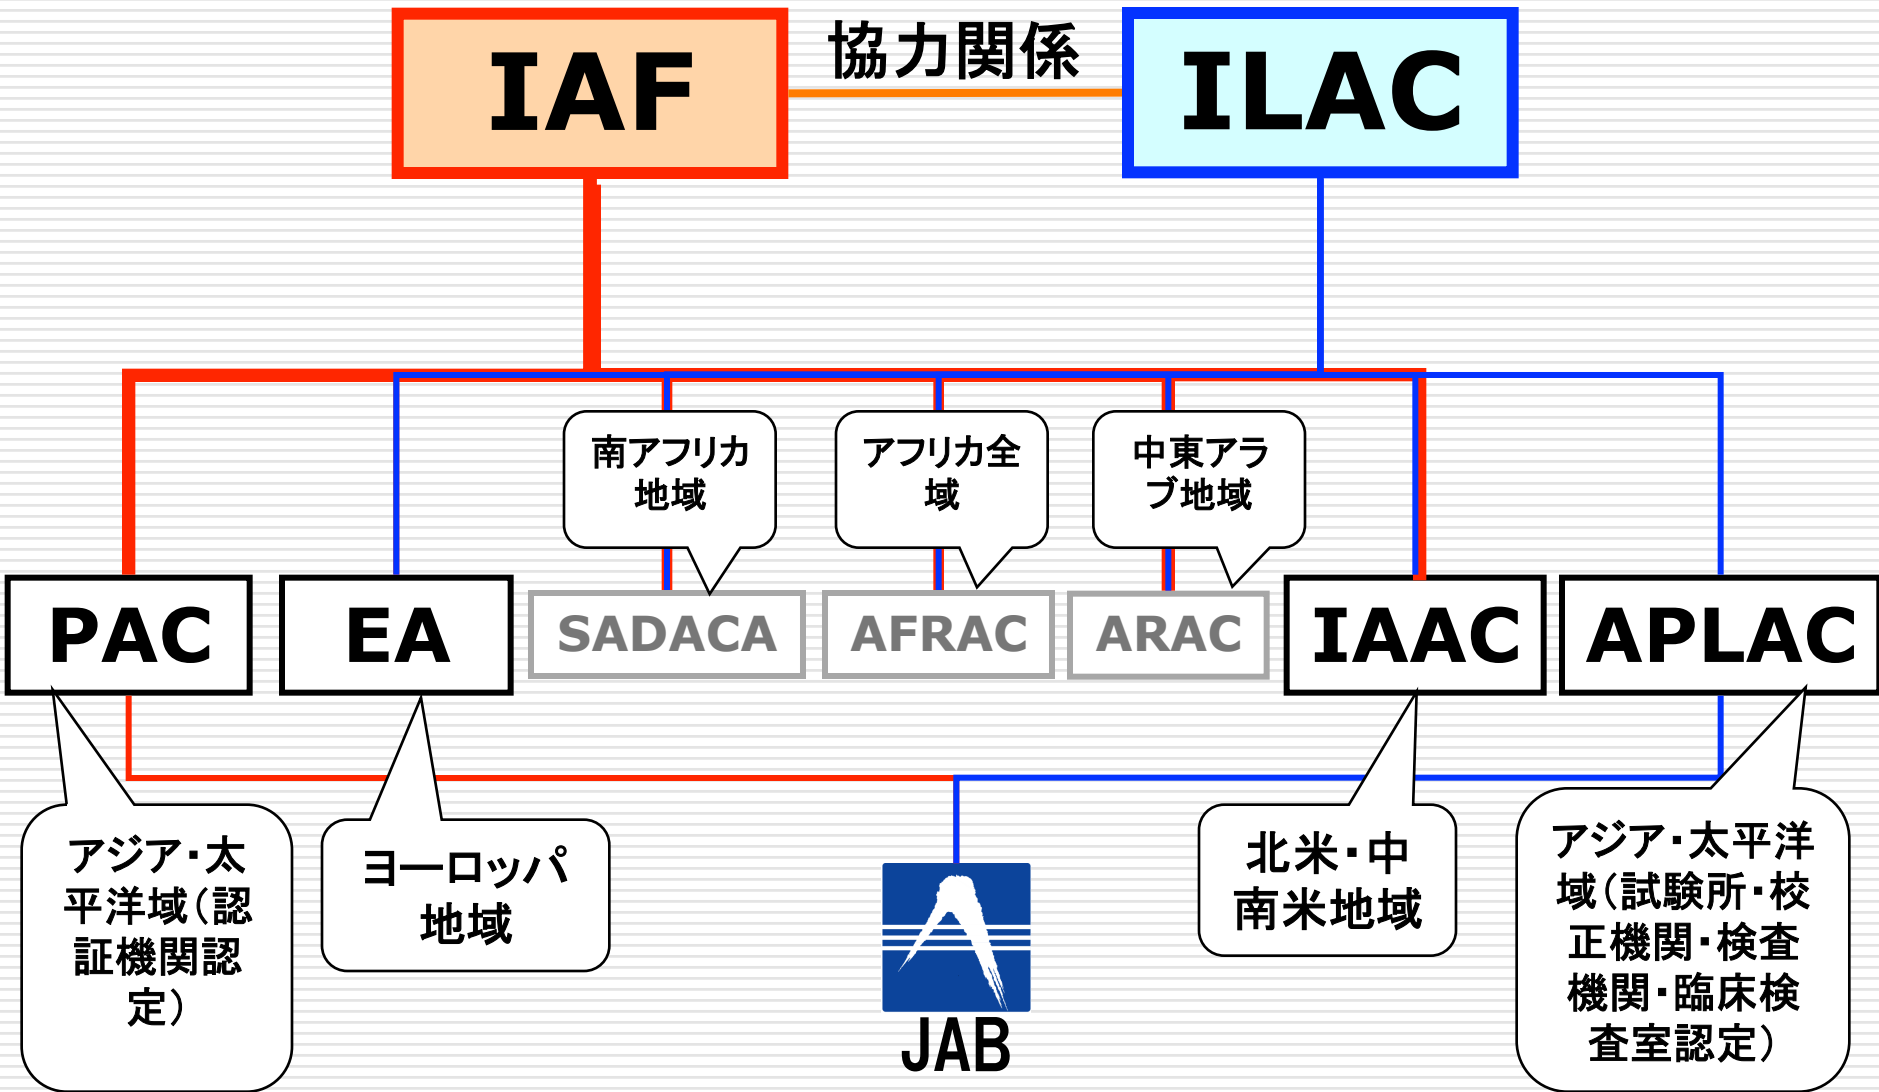 IAF
協力関係
ILAC
南アフリカ
地域
アフリカ全
域
中東アラ
ブ地域
PAC
EA
SADACA
AFRAC
ARAC
IAAC
APLAC
アジア・太
平洋域（認
証機関認
定）
ヨーロッパ
地域
北米・中
南米地域
アジア・太平洋
域（試験所・校
正機関・検査
機関・臨床検
査室認定）
JAB